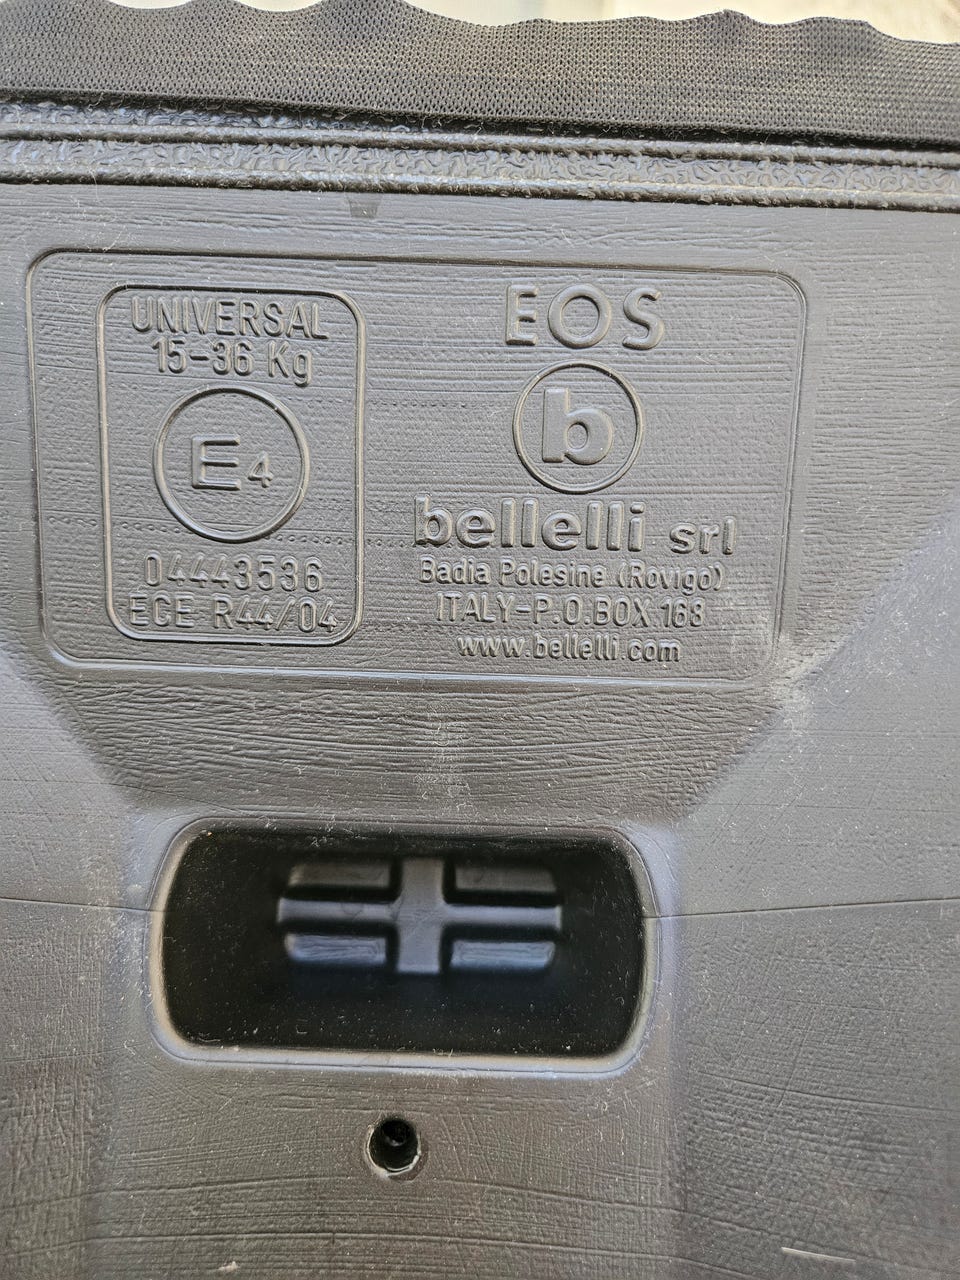 UNIVERSAL
15-36 Kg
E4
04443536
ECE R44/04
EOS
b
bellelli srl
Badia Polesine (Rovigo)
ITALY-P.O.BOX 168
www.bellelli.com